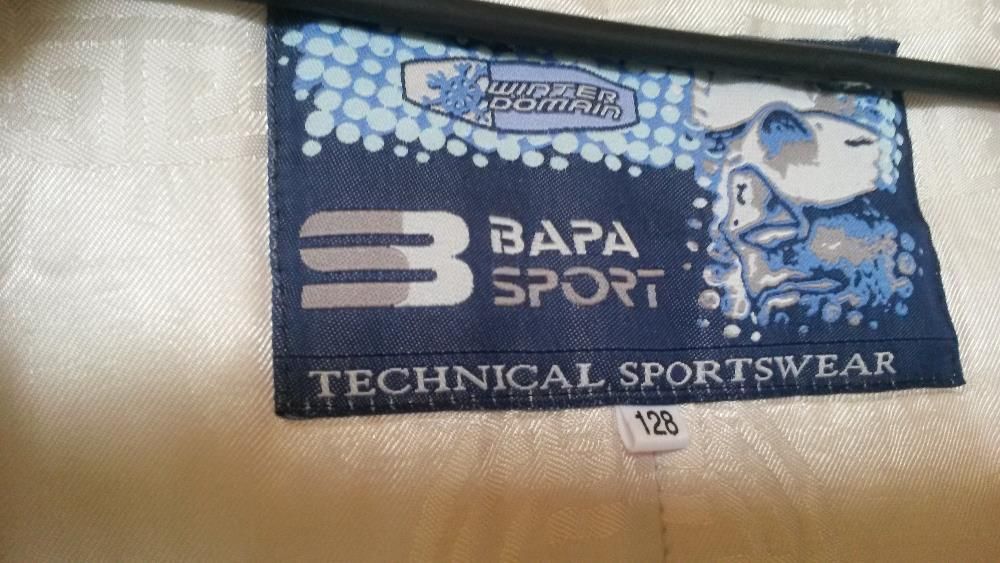 WINTER
DOMAIN
BAPA
SPORT
TECHNICAL SPORTSWEAR
128